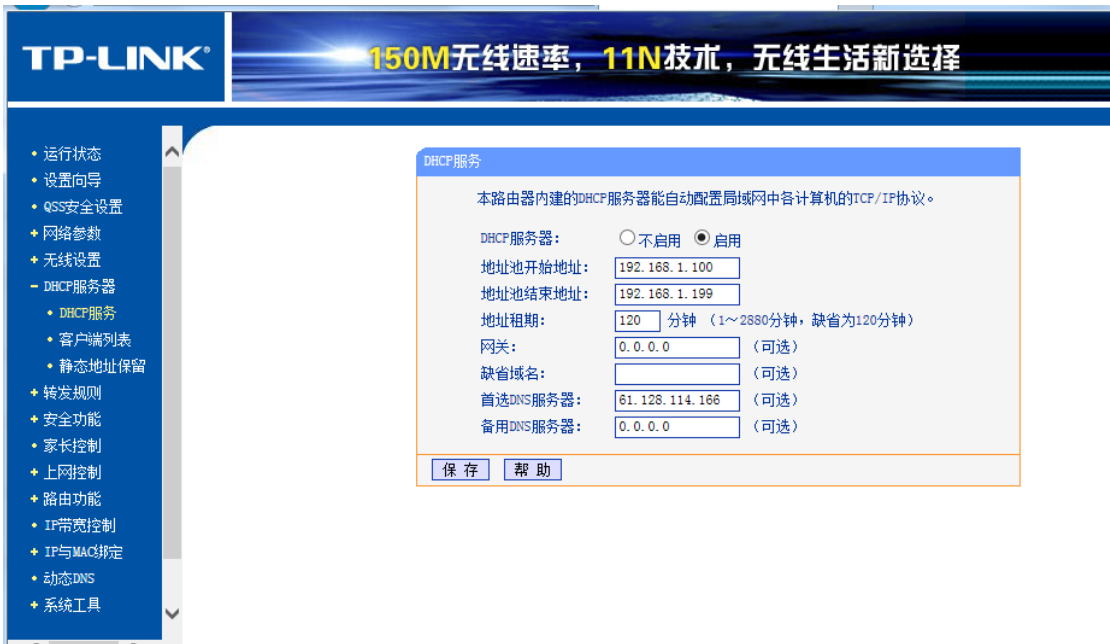 TP-LINK®
150M无线速率，11N技术，无线生活新选择
运行状态
设置向导
QSS安全设置
网络参数
无线设置
DHCP服务器
DHCP服务
客户端列表
静态地址保留
转发规则
安全功能
家长控制
上网控制
路由功能
IP带宽控制
IP与MAC绑定
动态DNS
系统工具
DHCP服务
本路由器内建的DHCP服务器能自动配置局域网中各计算机的TCP/IP协议。
DHCP服务器： 不启用 启用
地址池开始地址： 192.168.1.100
地址池结束地址： 192.168.1.199
地址租期： 120 分钟 （1～2880分钟，缺省为120分钟）
网关： 0.0.0.0 （可选）
缺省域名： （可选）
首选DNS服务器： 61.128.114.166 （可选）
备用DNS服务器： 0.0.0.0 （可选）
保 存 帮 助